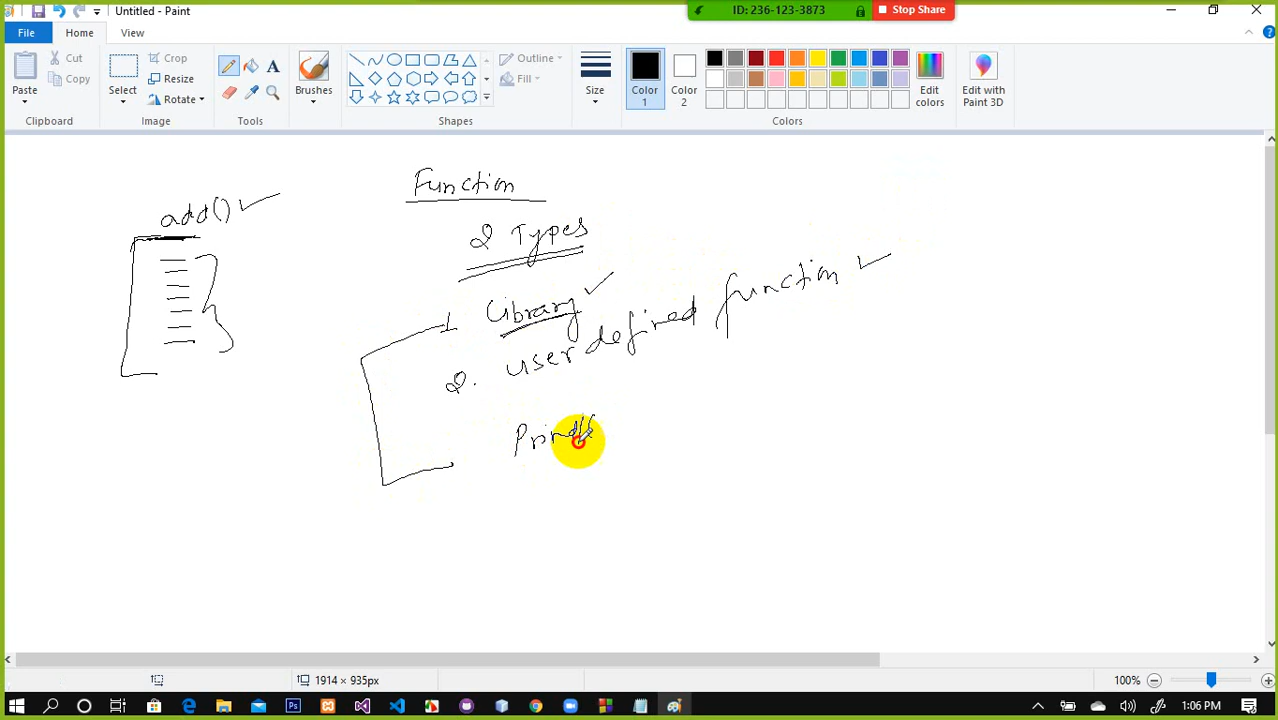 Untitled - Paint
ID: 236-123-3873
Stop Share
File
Home
View
Paste
Cut
Copy
Clipboard
Select
Crop
Resize
Rotate
Image
Tools
Brushes
Outline
Fill
Shapes
Size
Color 1
Color 2
Colors
Edit colors
Edit with Paint 3D
Function
add()
2 Types
1 Library
2. user defined function
1914 × 935px
100%
1:06 PM